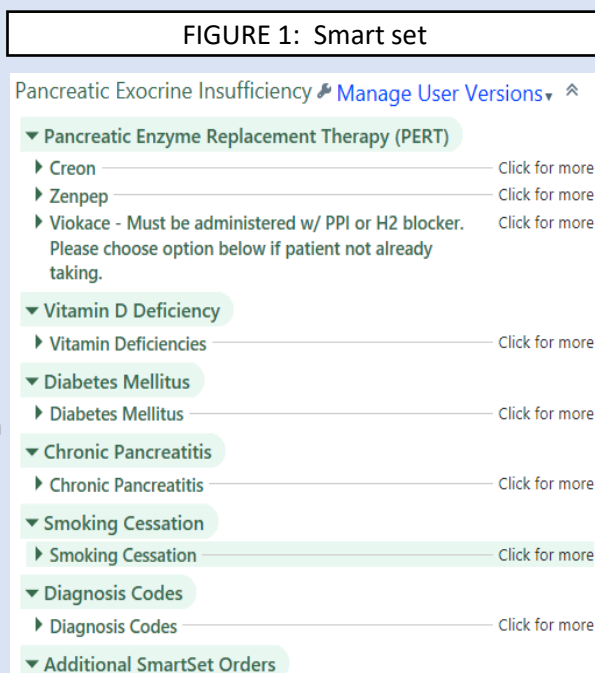 FIGURE 1: Smart set
Pancreatic Exocrine Insufficiency Manage User Versions
Pancreatic Enzyme Replacement Therapy (PERT)
Creon Click for more
Zenpep Click for more
Viokace - Must be administered w/ PPI or H2 blocker. Click for more
Please choose option below if patient not already
taking.
Vitamin D Deficiency
Vitamin Deficiencies Click for more
Diabetes Mellitus
Diabetes Mellitus Click for more
Chronic Pancreatitis
Chronic Pancreatitis Click for more
Smoking Cessation
Smoking Cessation Click for more
Diagnosis Codes
Diagnosis Codes Click for more
Additional SmartSet Orders